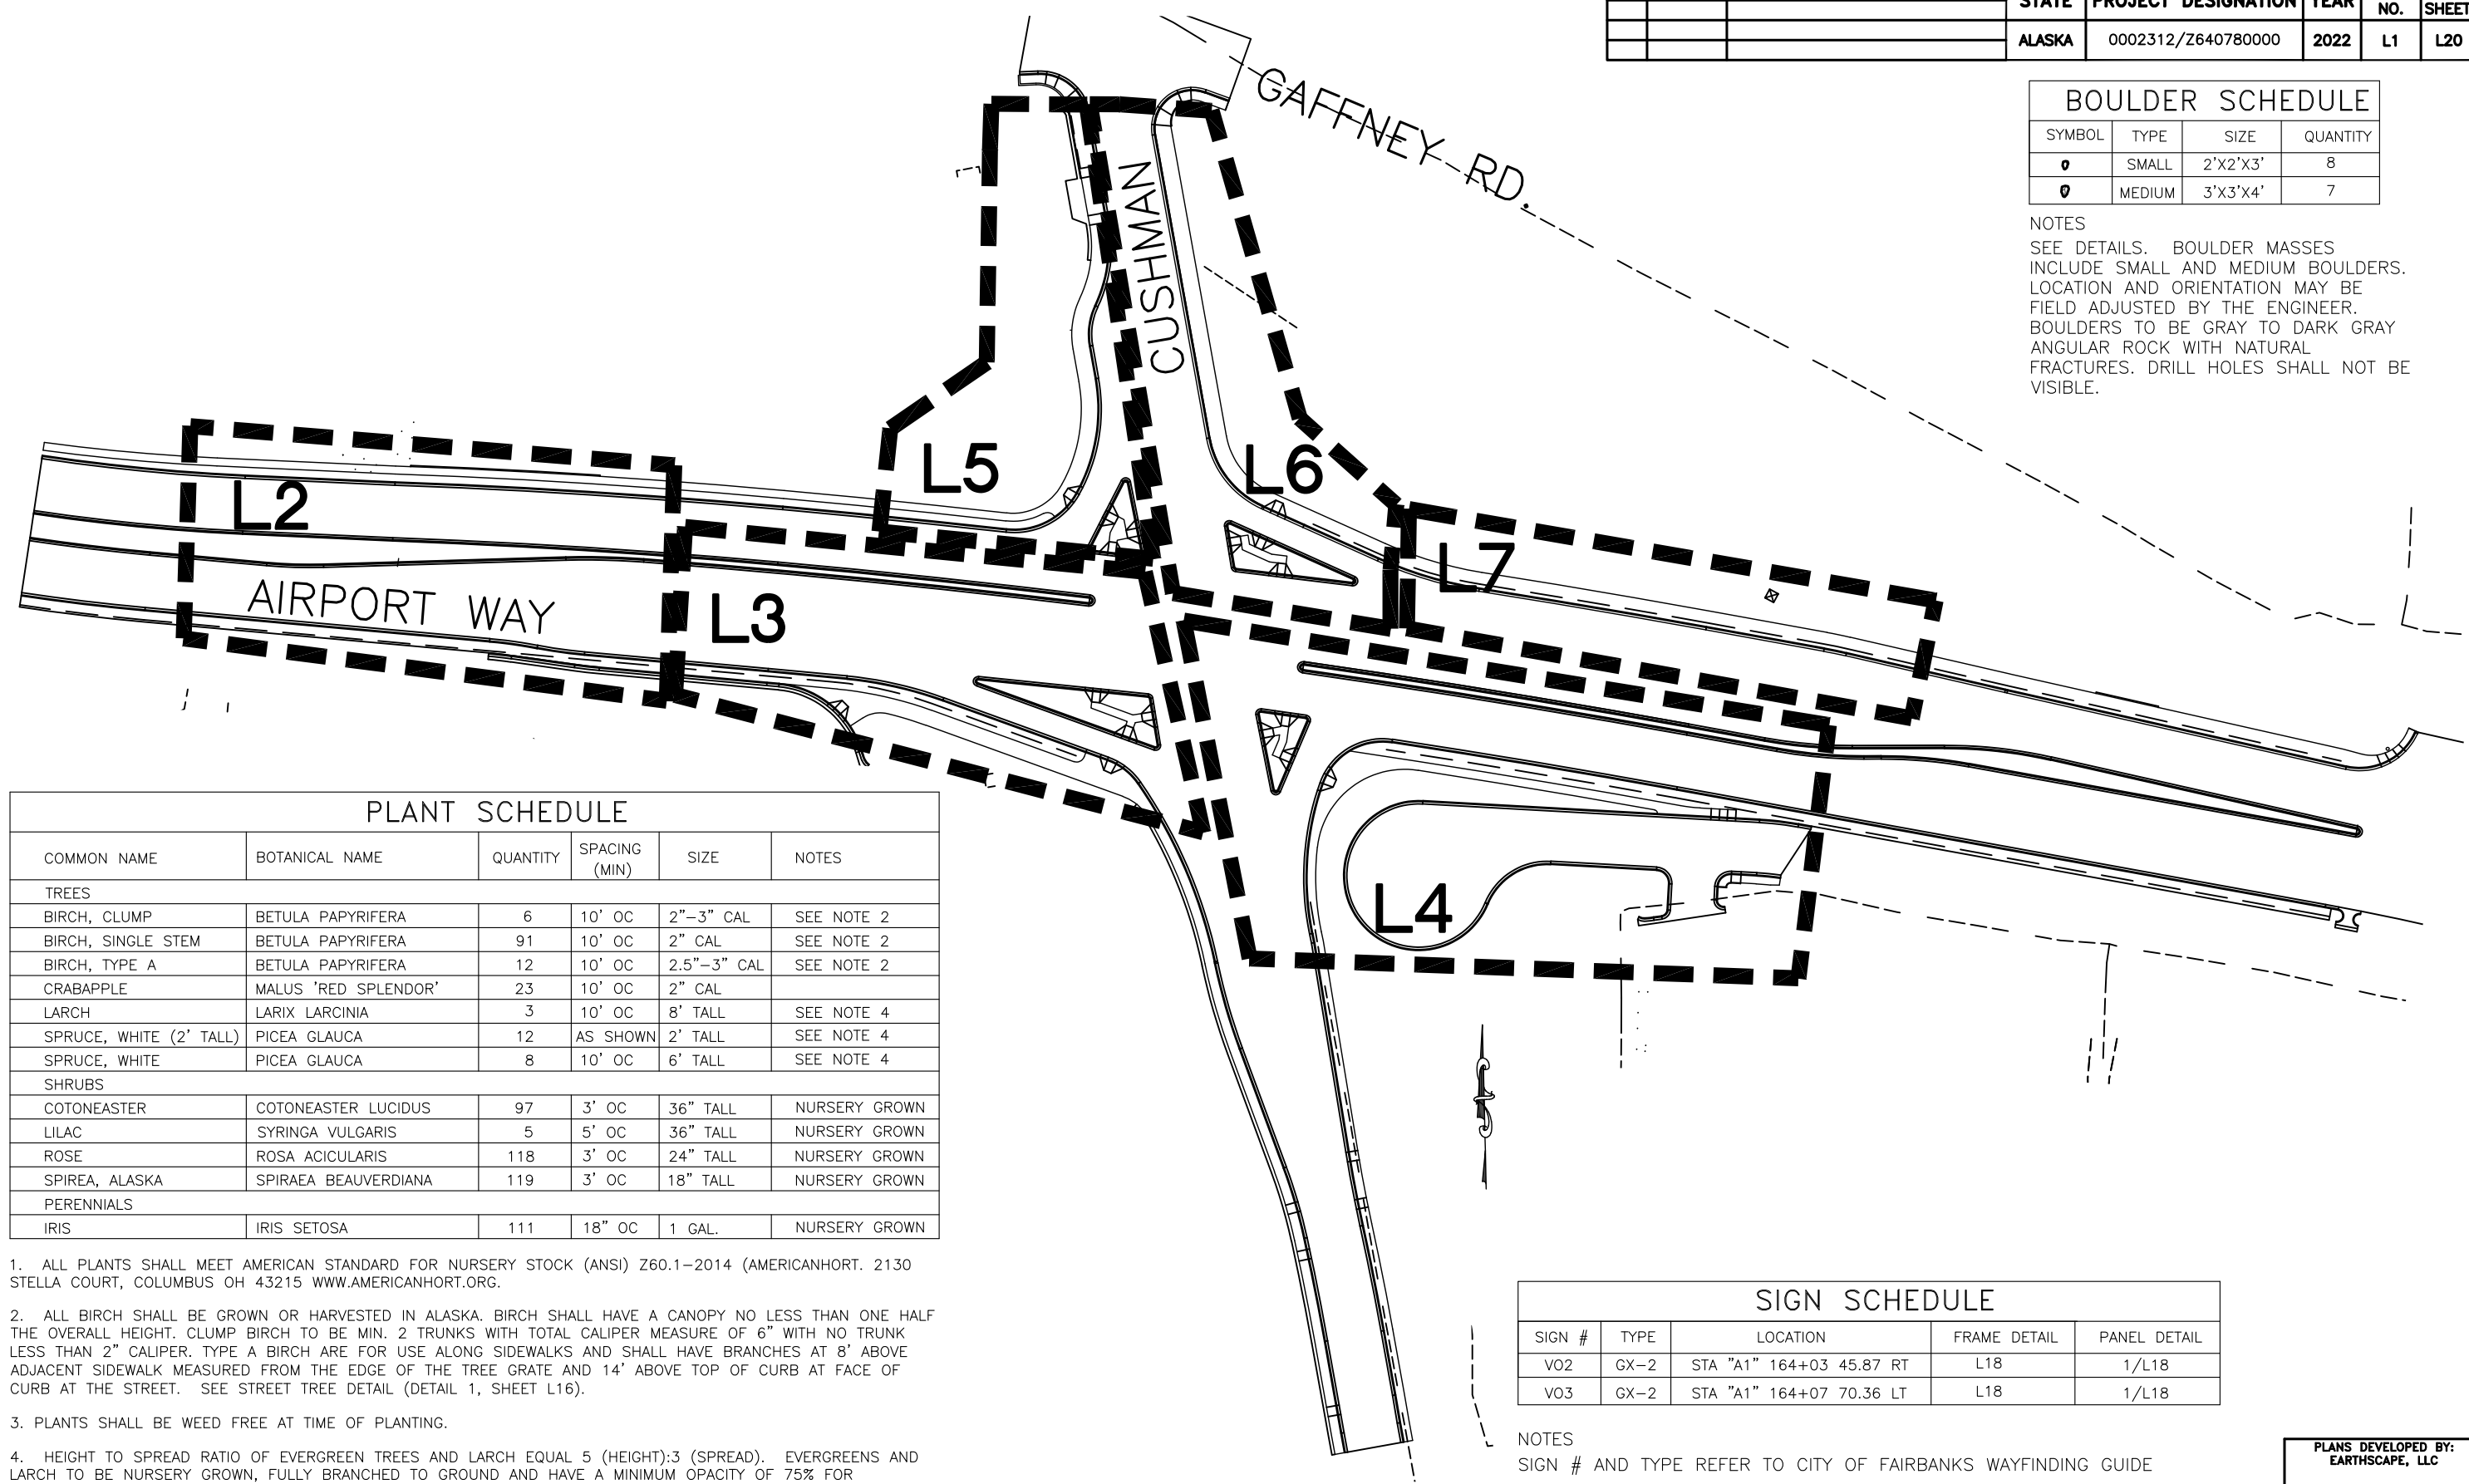 STATE PROJECT DESIGNATION YEAR NO. SHEET
ALASKA 0002312/Z640780000 2022 L1 L20
GAFFNEY RD.
BOULDER SCHEDULE
SYMBOL TYPE SIZE QUANTITY
SMALL 2'X2'X3' 8
MEDIUM 3'X3'X4' 7
NOTES
SEE DETAILS. BOULDER MASSES
INCLUDE SMALL AND MEDIUM BOULDERS.
LOCATION AND ORIENTATION MAY BE
FIELD ADJUSTED BY THE ENGINEER.
BOULDERS TO BE GRAY TO DARK GRAY
ANGULAR ROCK WITH NATURAL
FRACTURES. DRILL HOLES SHALL NOT BE
VISIBLE.
CUSHMAN
L5
L6
L2
L7
AIRPORT WAY
L3
L4
PLANT SCHEDULE
COMMON NAME BOTANICAL NAME QUANTITY SPACING (MIN) SIZE NOTES
TREES
BIRCH, CLUMP BETULA PAPYRIFERA 6 10' OC 2"-3" CAL SEE NOTE 2
BIRCH, SINGLE STEM BETULA PAPYRIFERA 91 10' OC 2" CAL SEE NOTE 2
BIRCH, TYPE A BETULA PAPYRIFERA 12 10' OC 2.5"-3" CAL SEE NOTE 2
CRABAPPLE MALUS 'RED SPLENDOR' 23 10' OC 2" CAL
LARCH LARIX LARCINIA 3 10' OC 8' TALL SEE NOTE 4
SPRUCE, WHITE (2' TALL) PICEA GLAUCA 12 AS SHOWN 2' TALL SEE NOTE 4
SPRUCE, WHITE PICEA GLAUCA 8 10' OC 6' TALL SEE NOTE 4
SHRUBS
COTONEASTER COTONEASTER LUCIDUS 97 3' OC 36" TALL NURSERY GROWN
LILAC SYRINGA VULGARIS 5 5' OC 36" TALL NURSERY GROWN
ROSE ROSA ACICULARIS 118 3' OC 24" TALL NURSERY GROWN
SPIREA, ALASKA SPIRAEA BEAUVERDIANA 119 3' OC 18" TALL NURSERY GROWN
PERENNIALS
IRIS IRIS SETOSA 111 18" OC 1 GAL. NURSERY GROWN
1. ALL PLANTS SHALL MEET AMERICAN STANDARD FOR NURSERY STOCK (ANSI) Z60.1-2014 (AMERICANHORT. 2130
STELLA COURT, COLUMBUS OH 43215 WWW.AMERICANHORT.ORG.
2. ALL BIRCH SHALL BE GROWN OR HARVESTED IN ALASKA. BIRCH SHALL HAVE A CANOPY NO LESS THAN ONE HALF
THE OVERALL HEIGHT. CLUMP BIRCH TO BE MIN. 2 TRUNKS WITH TOTAL CALIPER MEASURE OF 6" WITH NO TRUNK
LESS THAN 2" CALIPER. TYPE A BIRCH ARE FOR USE ALONG SIDEWALKS AND SHALL HAVE BRANCHES AT 8' ABOVE
ADJACENT SIDEWALK MEASURED FROM THE EDGE OF THE TREE GRATE AND 14' ABOVE TOP OF CURB AT FACE OF
CURB AT THE STREET. SEE STREET TREE DETAIL (DETAIL 1, SHEET L16).
3. PLANTS SHALL BE WEED FREE AT TIME OF PLANTING.
4. HEIGHT TO SPREAD RATIO OF EVERGREEN TREES AND LARCH EQUAL 5 (HEIGHT):3 (SPREAD). EVERGREENS AND
LARCH TO BE NURSERY GROWN, FULLY BRANCHED TO GROUND AND HAVE A MINIMUM OPACITY OF 75% FOR
SIGN SCHEDULE
SIGN # TYPE LOCATION FRAME DETAIL PANEL DETAIL
VO2 GX-2 STA "A1" 164+03 45.87 RT L18 1/L18
VO3 GX-2 STA "A1" 164+07 70.36 LT L18 1/L18
NOTES
SIGN # AND TYPE REFER TO CITY OF FAIRBANKS WAYFINDING GUIDE
PLANS DEVELOPED BY:
EARTHSCAPE, LLC